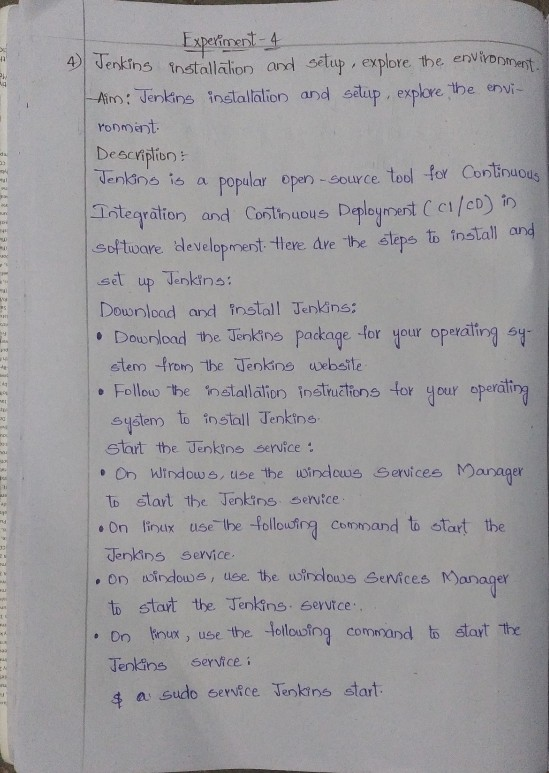 Experiment - 4
4) Jenkins installation and setup, explore the environment.
Aim: Jenkins installation and setup, explore the envi-
ronment.
Description:
Jenkins is a popular open-source tool for Continuous
Integration and Continuous Deployment (CI/CD) in
software development. Here are the steps to install and
set up Jenkins:
Download and install Jenkins:
• Download the Jenkins package for your operating sy-
stem from the Jenkins website
• Follow the installation instructions for your operating
system to install Jenkins.
start the Jenkins service:
• On Windows, use the windows Services Manager
to start the Jenkins service.
• On linux use the following command to start the
Jenkins service.
• On windows, use the windows Services Manager
to start the Jenkins. service.
• On linux, use the following command to start the
Jenkins service:
$ a sudo service Jenkins start.